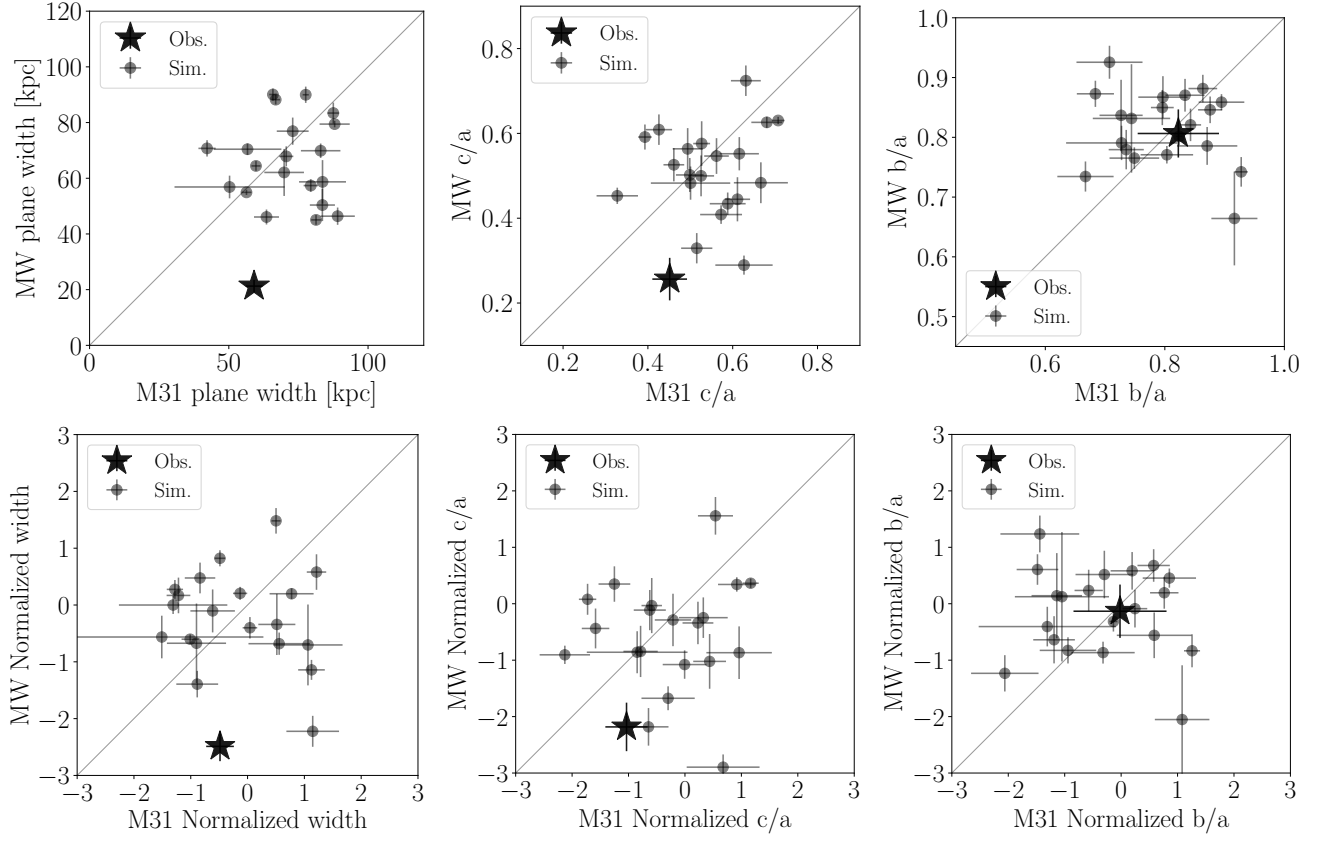 120
100
80
60
40
20
0
MW plane width [kpc]
Obs.
Sim.
0 50 100
M31 plane width [kpc]
0.8
0.6
0.4
0.2
MW c/a
Obs.
Sim.
0.2 0.4 0.6 0.8
M31 c/a
1.0
0.9
0.8
0.7
0.6
0.5
MW b/a
Obs.
Sim.
0.6 0.8 1.0
M31 b/a
3
2
1
0
−1
−2
−3
MW Normalized width
Obs.
Sim.
−3 −2 −1 0 1 2 3
M31 Normalized width
3
2
1
0
−1
−2
−3
MW Normalized c/a
Obs.
Sim.
−3 −2 −1 0 1 2 3
M31 Normalized c/a
3
2
1
0
−1
−2
−3
MW Normalized b/a
Obs.
Sim.
−3 −2 −1 0 1 2 3
M31 Normalized b/a